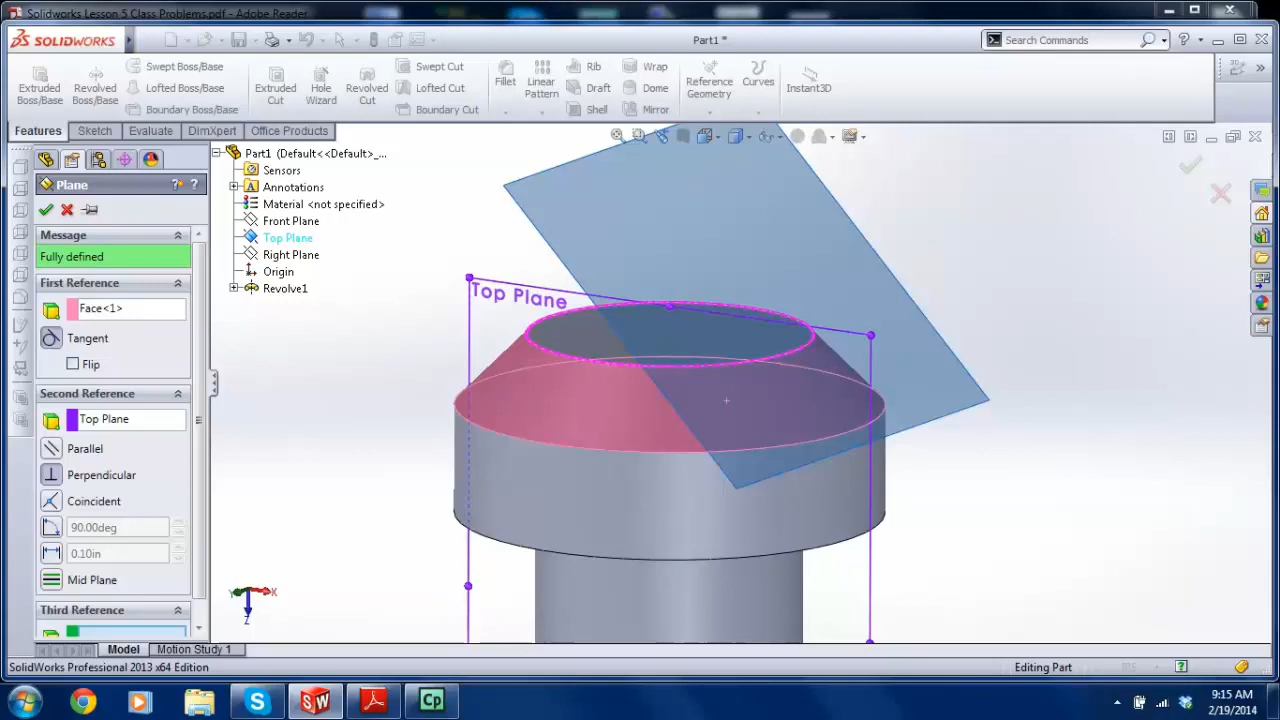 Solidworks Lesson 5 Class Problems.pdf - Adobe Reader
SOLIDWORKS
Part1 *
Search Commands
Extruded Boss/Base
Revolved Boss/Base
Swept Boss/Base
Lofted Boss/Base
Boundary Boss/Base
Extruded Cut
Hole Wizard
Revolved Cut
Swept Cut
Lofted Cut
Boundary Cut
Fillet
Linear Pattern
Rib
Draft
Shell
Wrap
Dome
Mirror
Reference Geometry
Curves
Instant3D
Features
Sketch
Evaluate
DimXpert
Office Products
Plane
Message
Fully defined
First Reference
Face<1>
Tangent
Flip
Second Reference
Top Plane
Parallel
Perpendicular
Coincident
90.00deg
0.10in
Mid Plane
Third Reference
Part1 (Default<<Default>_...
Sensors
Annotations
Material <not specified>
Front Plane
Top Plane
Right Plane
Origin
Revolve1
Top Plane
Y
X
Z
Model
Motion Study 1
SolidWorks Professional 2013 x64 Edition
Editing Part
9:15 AM
2/19/2014